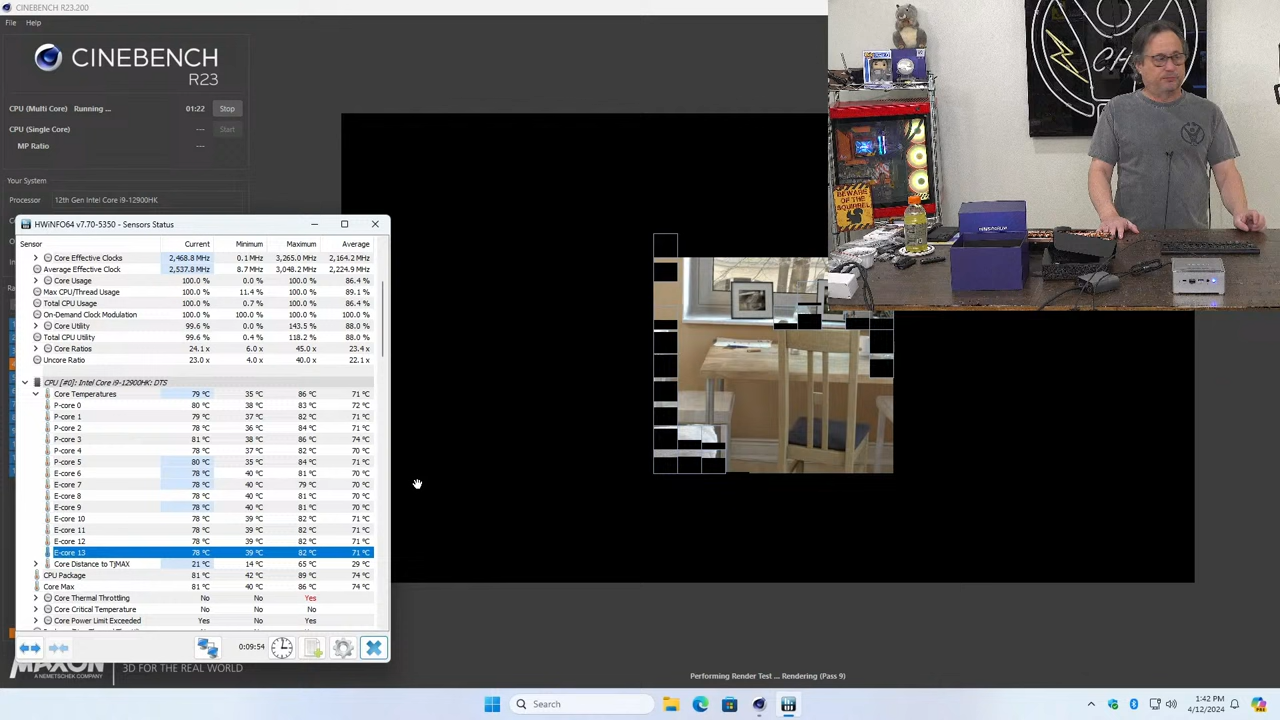 CINEBENCH R23.200
File Help
CINEBENCH
R23
CPU (Multi Core) Running ... 01:22 Stop
CPU (Single Core) --- Start
MP Ratio ---
Your System
Processor 12th Gen Intel Core i9-12900HK
HWiNFO64 v7.70-5350 - Sensors Status
Sensor Current Minimum Maximum Average
Core Effective Clocks 2,468.8 MHz 0.1 MHz 3,265.0 MHz 2,164.2 MHz
Average Effective Clock 2,537.8 MHz 8.7 MHz 3,048.2 MHz 2,224.9 MHz
Core Usage 100.0 % 0.0 % 100.0 % 86.4 %
Max CPU/Thread Usage 100.0 % 11.4 % 100.0 % 89.1 %
Total CPU Usage 100.0 % 0.7 % 100.0 % 86.4 %
On-Demand Clock Modulation 100.0 % 100.0 % 100.0 % 100.0 %
Core Utility 99.6 % 0.0 % 143.5 % 88.0 %
Total CPU Utility 99.6 % 0.4 % 118.2 % 88.0 %
Core Ratios 24.1 x 6.0 x 45.0 x 23.4 x
Uncore Ratio 23.0 x 4.0 x 40.0 x 22.1 x
CPU [#0]: Intel Core i9-12900HK: DTS
Core Temperatures 79 °C 35 °C 86 °C 71 °C
P-core 0 80 °C 38 °C 83 °C 72 °C
P-core 1 79 °C 37 °C 82 °C 71 °C
P-core 2 78 °C 36 °C 84 °C 71 °C
P-core 3 81 °C 38 °C 86 °C 74 °C
P-core 4 78 °C 37 °C 82 °C 70 °C
P-core 5 80 °C 35 °C 84 °C 71 °C
E-core 6 78 °C 40 °C 81 °C 70 °C
E-core 7 78 °C 40 °C 79 °C 70 °C
E-core 8 78 °C 40 °C 81 °C 71 °C
E-core 9 78 °C 40 °C 81 °C 70 °C
E-core 10 78 °C 39 °C 82 °C 71 °C
E-core 11 78 °C 39 °C 82 °C 71 °C
E-core 12 78 °C 39 °C 82 °C 71 °C
E-core 13 78 °C 39 °C 82 °C 71 °C
Core Distance to TjMAX 21 °C 14 °C 65 °C 29 °C
CPU Package 81 °C 42 °C 89 °C 74 °C
Core Max 81 °C 40 °C 86 °C 74 °C
Core Thermal Throttling No No Yes
Core Critical Temperature No No No
Core Power Limit Exceeded Yes No Yes
0:09:54
MAXON
A NEMETSCHEK COMPANY
3D FOR THE REAL WORLD
Performing Render Test ... Rendering (Pass 9)
BEWARE
OF THE
SQUIRREL
CH
MINISFORUM
Search
1:42 PM
4/12/2024